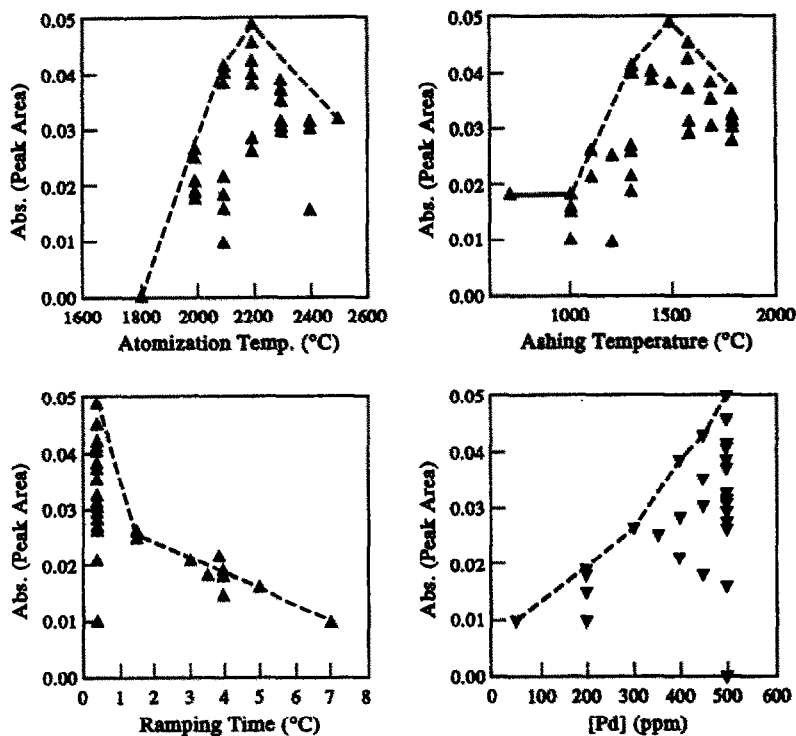 0.05
0.04
0.03
0.02
0.01
0.00
Abs. (Peak Area)
1600 1800 2000 2200 2400 2600
Atomization Temp. (°C)
0.05
0.04
0.03
0.02
0.01
0.00
Abs. (Peak Area)
1000 1500 2000
Ashing Temperature (°C)
0.05
0.04
0.03
0.02
0.01
0.00
Abs. (Peak Area)
0 1 2 3 4 5 6 7 8
Ramping Time (°C)
0.05
0.04
0.03
0.02
0.01
0.00
Abs. (Peak Area)
0 100 200 300 400 500 600
[Pd] (ppm)